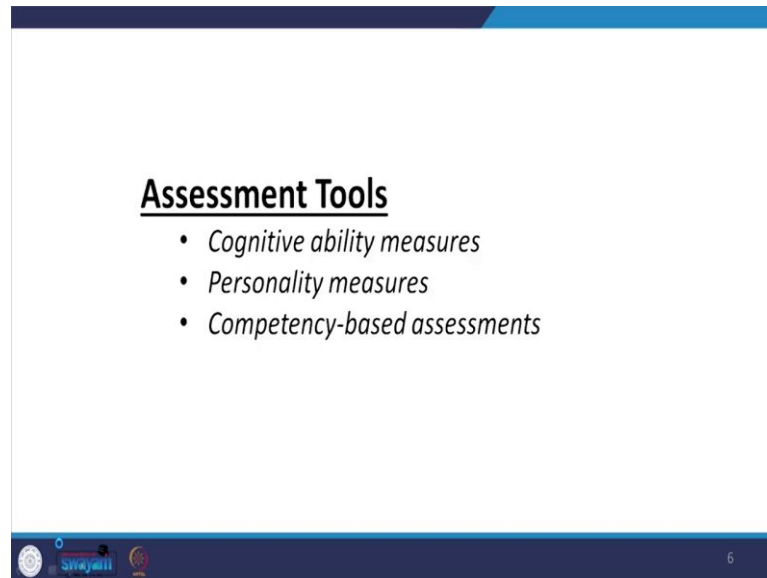 Assessment Tools
• Cognitive ability measures
• Personality measures
• Competency-based assessments
swayam
6